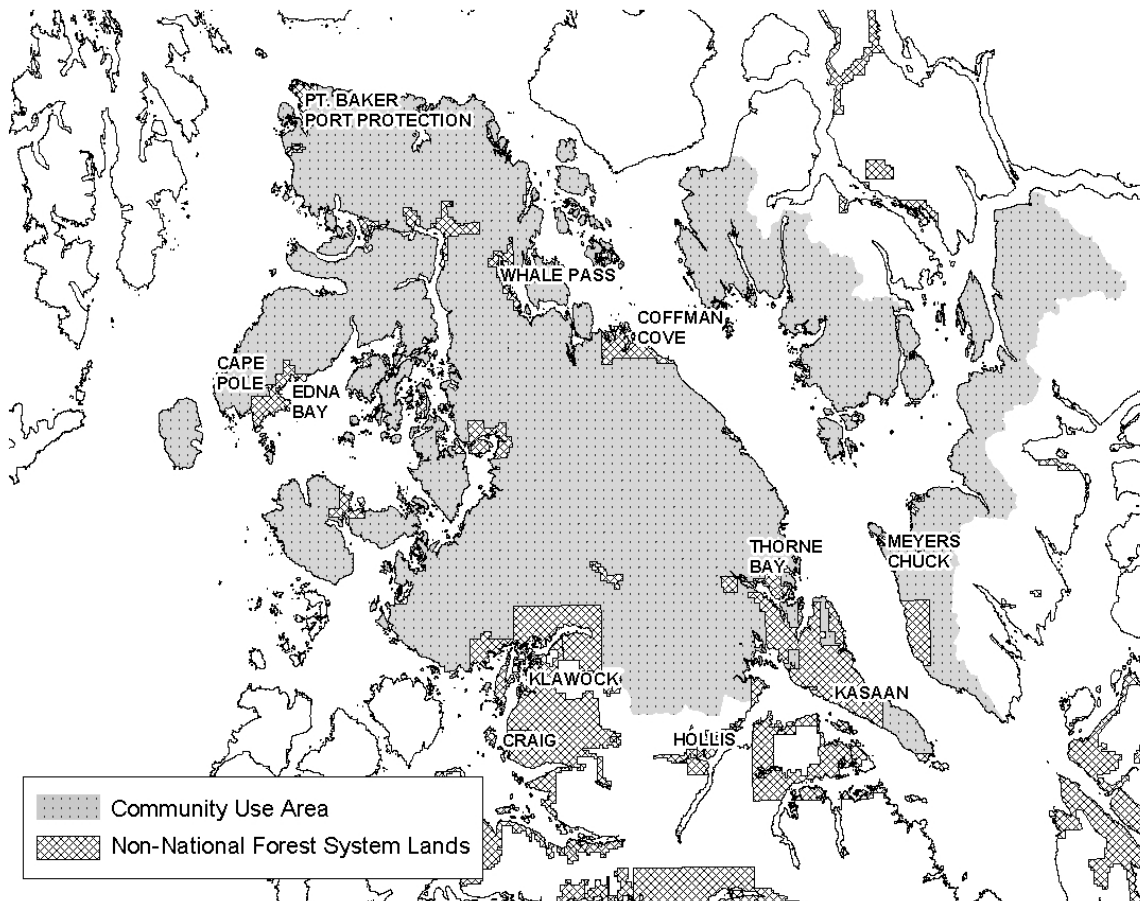 PT. BAKER
PORT PROTECTION
WHALE PASS
COFFMAN
COVE
CAPE
POLE
EDNA
BAY
THORNE
BAY
MEYERS
CHUCK
KLAWOCK
KASAAN
CRAIG
HOLLIS
Community Use Area
Non-National Forest System Lands